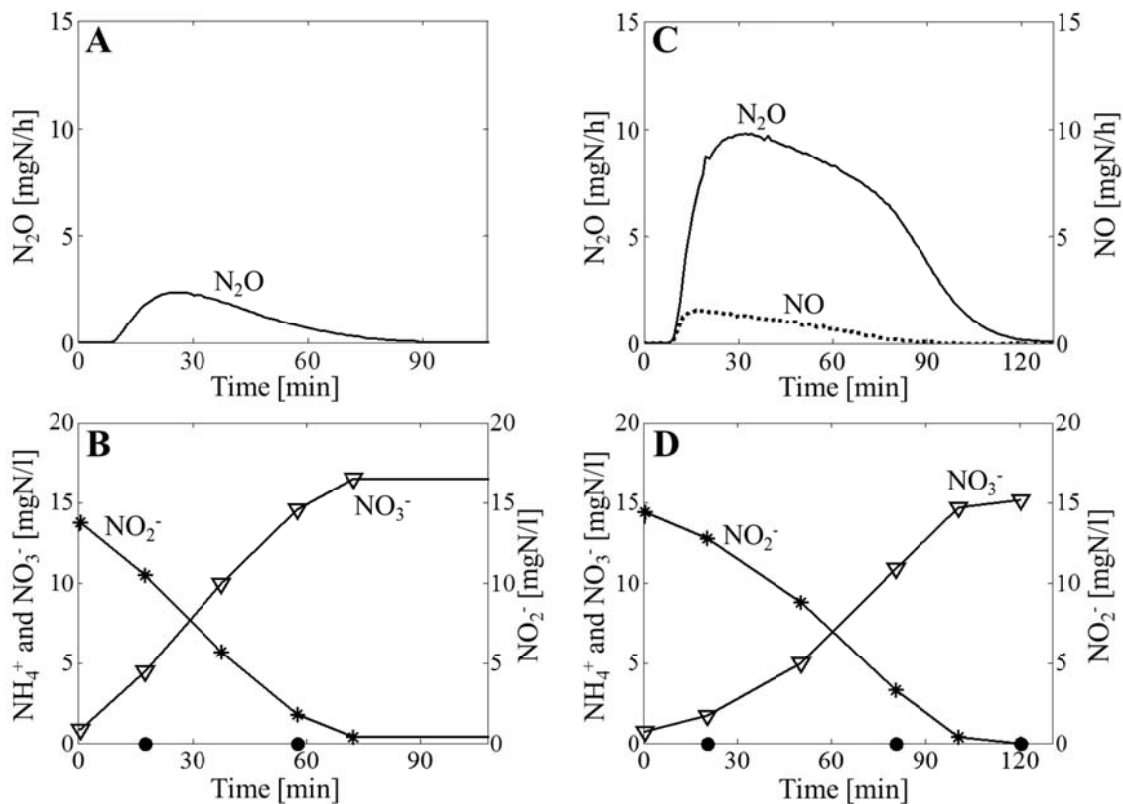 A
15
10
5
0
N₂O [mgN/h]
N₂O
0 30 60 90
Time [min]
C
15
10
5
0
N₂O [mgN/h]
N₂O
NO
15
10
5
0
NO [mgN/h]
0 30 60 90 120
Time [min]
B
20
15
10
5
0
NH₄⁺ and NO₃⁻ [mgN/l]
NO₂⁻
NO₃⁻
20
15
10
5
0
NO₂⁻ [mgN/l]
0 30 60 90
Time [min]
D
20
15
10
5
0
NH₄⁺ and NO₃⁻ [mgN/l]
NO₃⁻
NO₂⁻
20
15
10
5
0
NO₂⁻ [mgN/l]
0 30 60 90 120
Time [min]